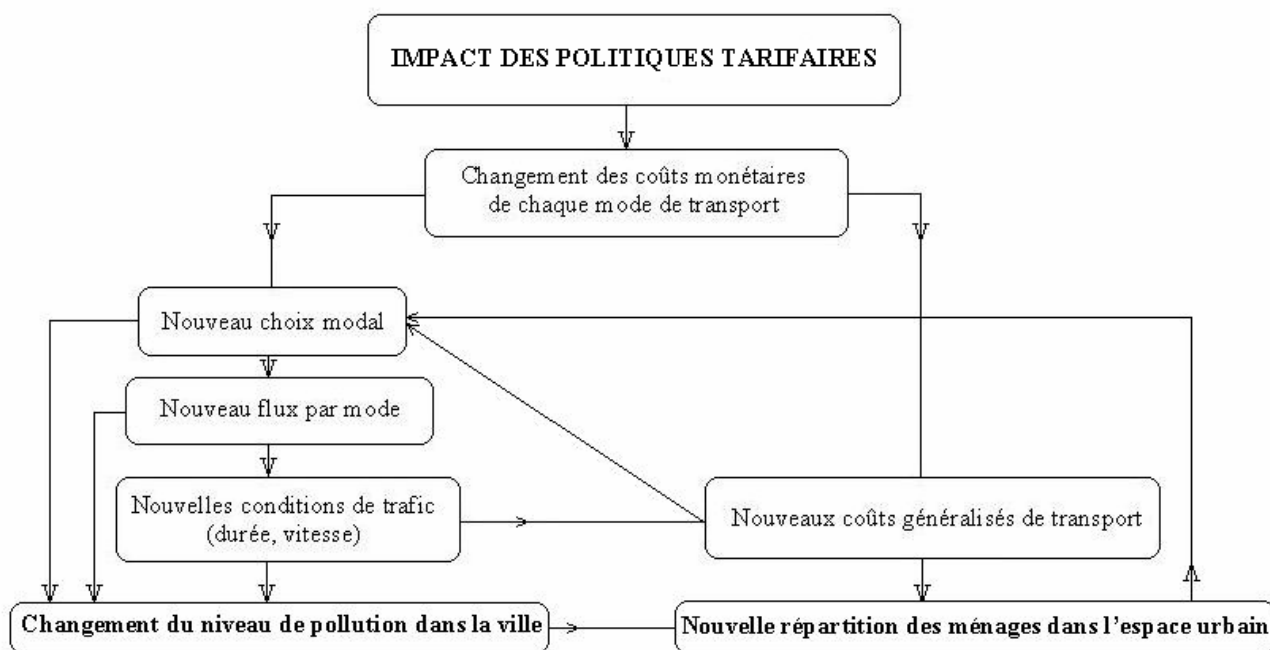 IMPACT DES POLITIQUES TARIFAIRES
Changement des coûts monétaires
de chaque mode de transport
Nouveau choix modal
Nouveau flux par mode
Nouvelles conditions de trafic
(durée, vitesse)
Nouveaux coûts généralisés de transport
Changement du niveau de pollution dans la ville
Nouvelle répartition des ménages dans l'espace urbain